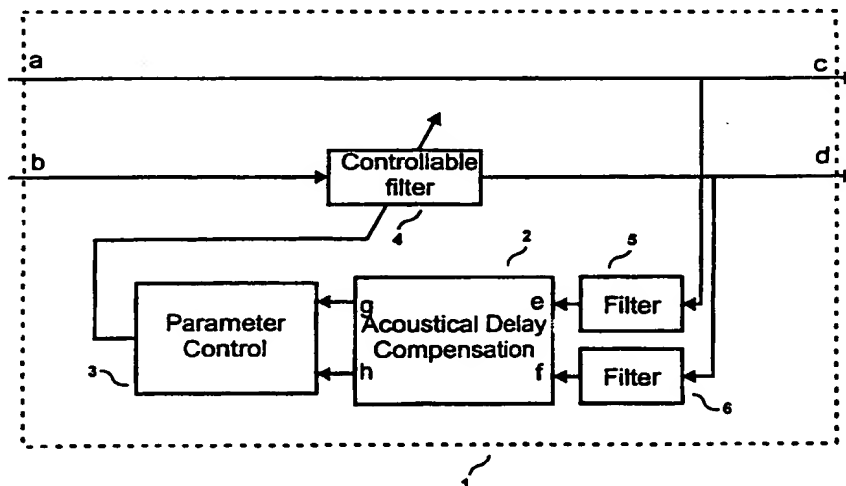 a
c
b
Controllable
filter
d
4
2
5
g
e
Filter
Parameter
Control
Acoustical Delay
Compensation
h
f
Filter
3
6
1